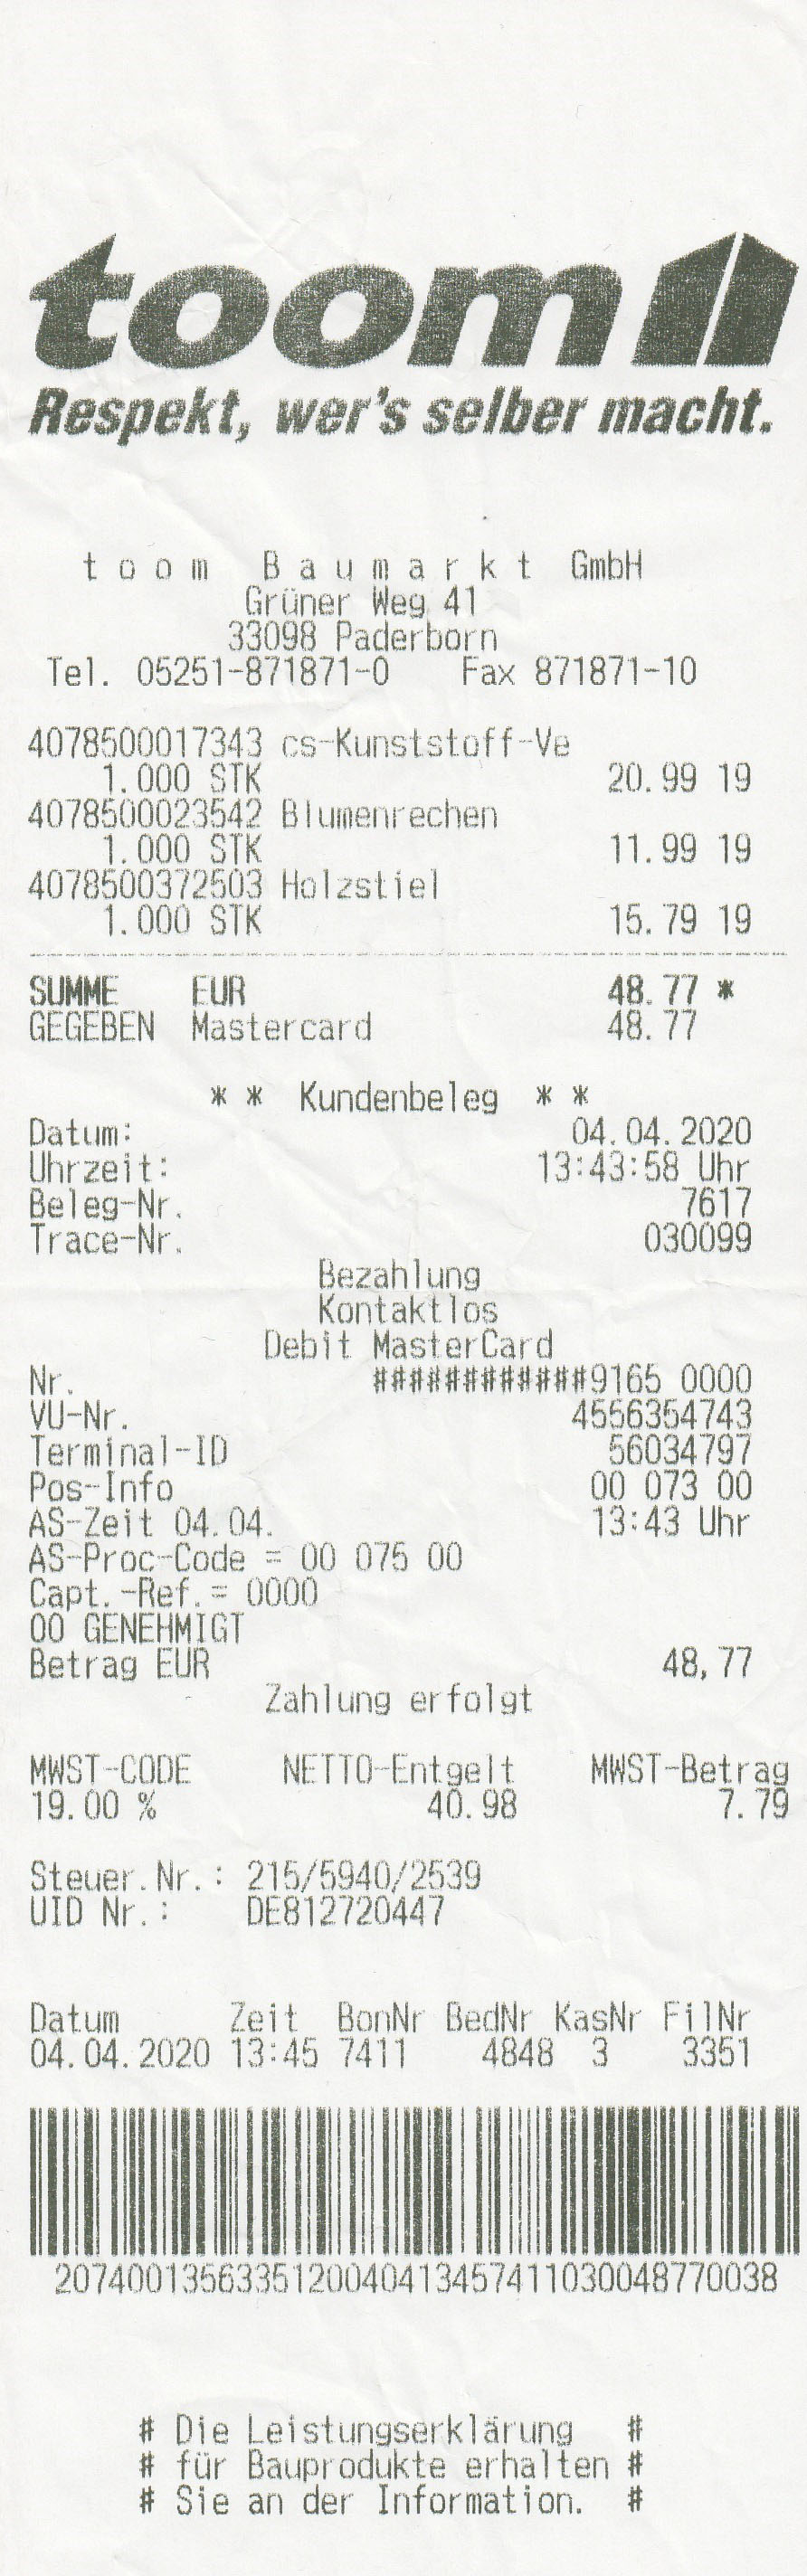 toom
Respekt, wer's selber macht.
toom Baumarkt GmbH
Grüner Weg 41
33098 Paderborn
Tel. 05251-871871-0 Fax 871871-10
4078500017343 cs-Kunststoff-Ve
1.000 STK 20.99 19
4078500023542 Blumenrechen
1.000 STK 11.99 19
4078500372503 Holzstiel
1.000 STK 15.79 19
SUMME EUR 48.77 *
GEGEBEN Mastercard 48.77
* * Kundenbeleg * *
Datum: 04.04.2020
Uhrzeit: 13:43:58 Uhr
Beleg-Nr. 7617
Trace-Nr. 030099
Bezahlung
Kontaktlos
Debit MasterCard
Nr. ############9165 0000
VU-Nr. 4556354743
Terminal-ID 56034797
Pos-Info 00 073 00
AS-Zeit 04.04. 13:43 Uhr
AS-Proc-Code = 00 075 00
Capt.-Ref.= 0000
00 GENEHMIGT
Betrag EUR 48,77
Zahlung erfolgt
MWST-CODE NETTO-Entgelt MWST-Betrag
19.00 % 40.98 7.79
Steuer.Nr.: 215/5940/2539
UID Nr.: DE812720447
Datum Zeit BonNr BedNr KasNr FilNr
04.04.2020 13:45 7411 4848 3 3351
2074001356335120040413457411030048770038
# Die Leistungserklärung #
# für Bauprodukte erhalten #
# Sie an der Information. #